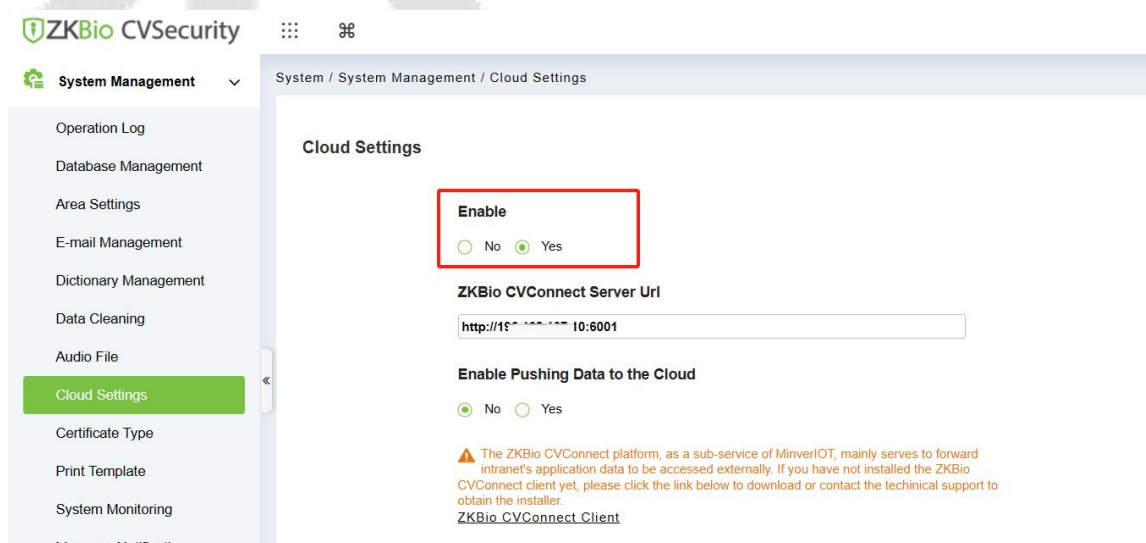 ZKBio CVSecurity
System Management
System / System Management / Cloud Settings
Operation Log
Database Management
Area Settings
E-mail Management
Dictionary Management
Data Cleaning
Audio File
Cloud Settings
Certificate Type
Print Template
System Monitoring
Cloud Settings
Enable
No Yes
ZKBio CVConnect Server Url
http://19 10:6001
Enable Pushing Data to the Cloud
No Yes
The ZKBio CVConnect platform, as a sub-service of MinverIOT, mainly serves to forward
intranet's application data to be accessed externally. If you have not installed the ZKBio
CVConnect client yet, please click the link below to download or contact the techinical support to
obtain the installer.
ZKBio CVConnect Client